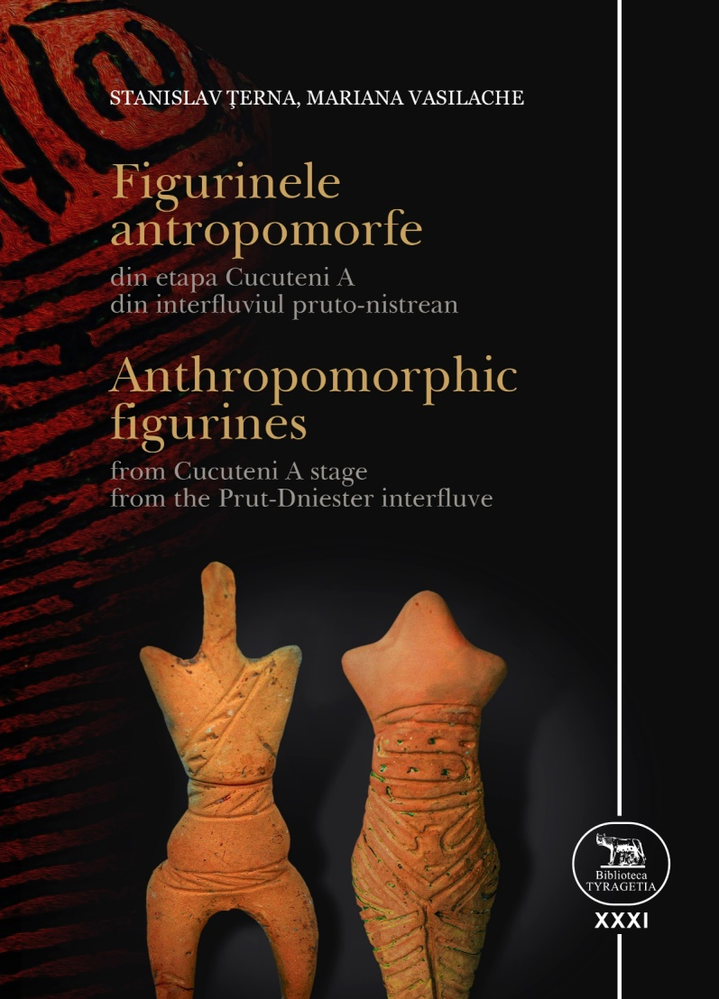 STANISLAV ŢERNA, MARIANA VASILACHE
Figurinele
antropomorfe
din etapa Cucuteni A
din interfluviul pruto-nistrean
Anthropomorphic
figurines
from Cucuteni A stage
from the Prut-Dniester interfluve
Biblioteca
TYRAGETIA
XXXI